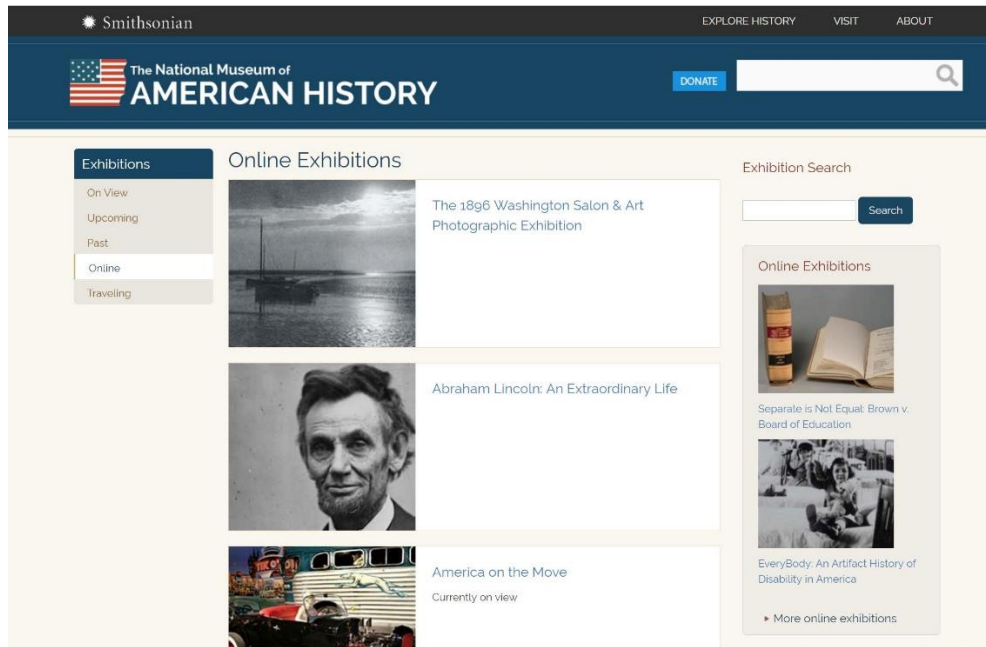 Smithsonian
EXPLORE HISTORY VISIT ABOUT
The National Museum of
AMERICAN HISTORY
DONATE
Exhibitions
On View
Upcoming
Past
Online
Traveling
Online Exhibitions
The 1896 Washington Salon & Art
Photographic Exhibition
Abraham Lincoln: An Extraordinary Life
America on the Move
Currently on view
Exhibition Search
Search
Online Exhibitions
Separate is Not Equal: Brown v.
Board of Education
EveryBody: An Artifact History of
Disability in America
More online exhibitions